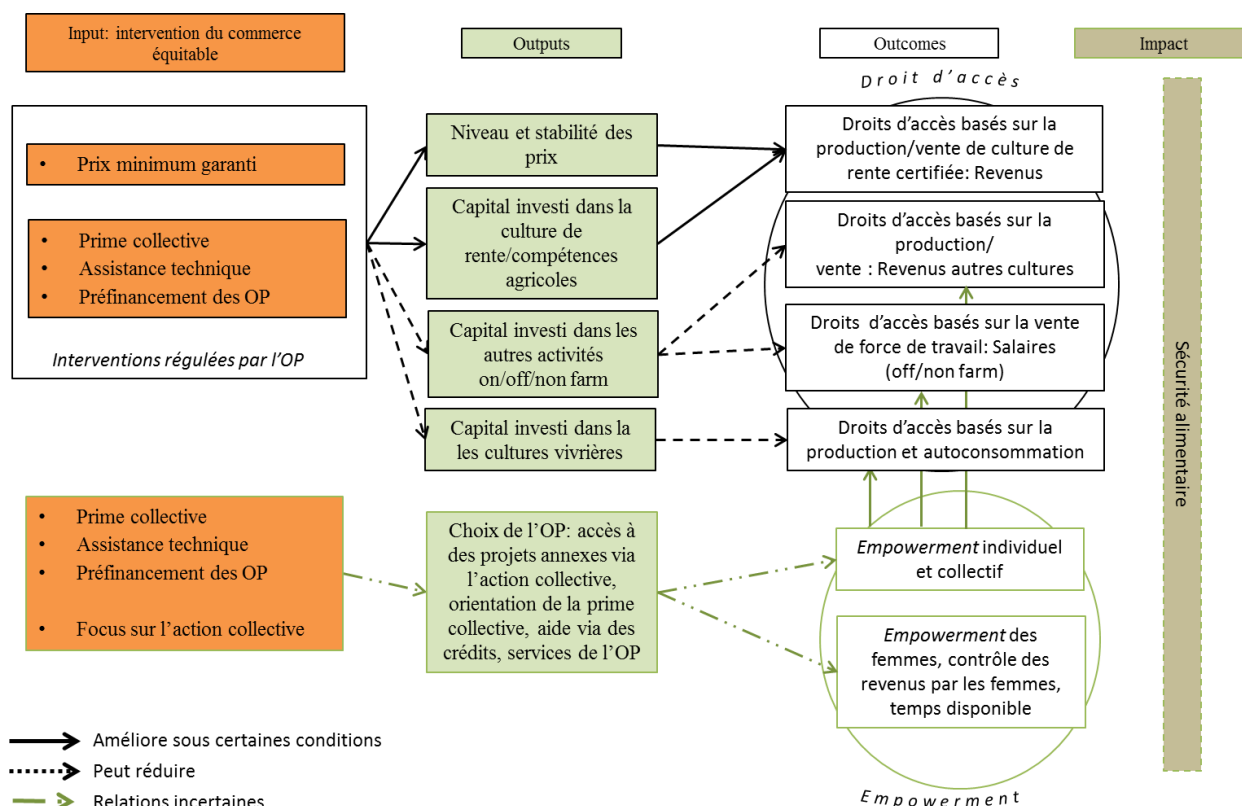 Input: intervention du commerce
équitable
Outputs
Outcomes
Impact
Droit d'accès
• Prix minimum garanti
• Prime collective
• Assistance technique
• Préfinancement des OP
Interventions régulées par l'OP
Niveau et stabilité des
prix
Capital investi dans la
culture de
rente/compétences
agricoles
Capital investi dans les
autres activités
on/off/non farm
Capital investi dans la
les cultures vivrières
Droits d'accès basés sur la
production/vente de culture de
rente certifiée: Revenus
Droits d'accès basés sur la
production/
vente : Revenus autres cultures
Droits d'accès basés sur la vente
de force de travail: Salaires
(off/non farm)
Droits d'accès basés sur la
production et autoconsommation
Sécurité alimentaire
• Prime collective
• Assistance technique
• Préfinancement des OP
• Focus sur l'action collective
Choix de l'OP: accès à
des projets annexes via
l'action collective,
orientation de la prime
collective, aide via des
crédits, services de l'OP
Empowerment individuel
et collectif
Empowerment des
femmes, contrôle des
revenus par les femmes,
temps disponible
Empowerment
Améliore sous certaines conditions
Peut réduire
Relations incertaines